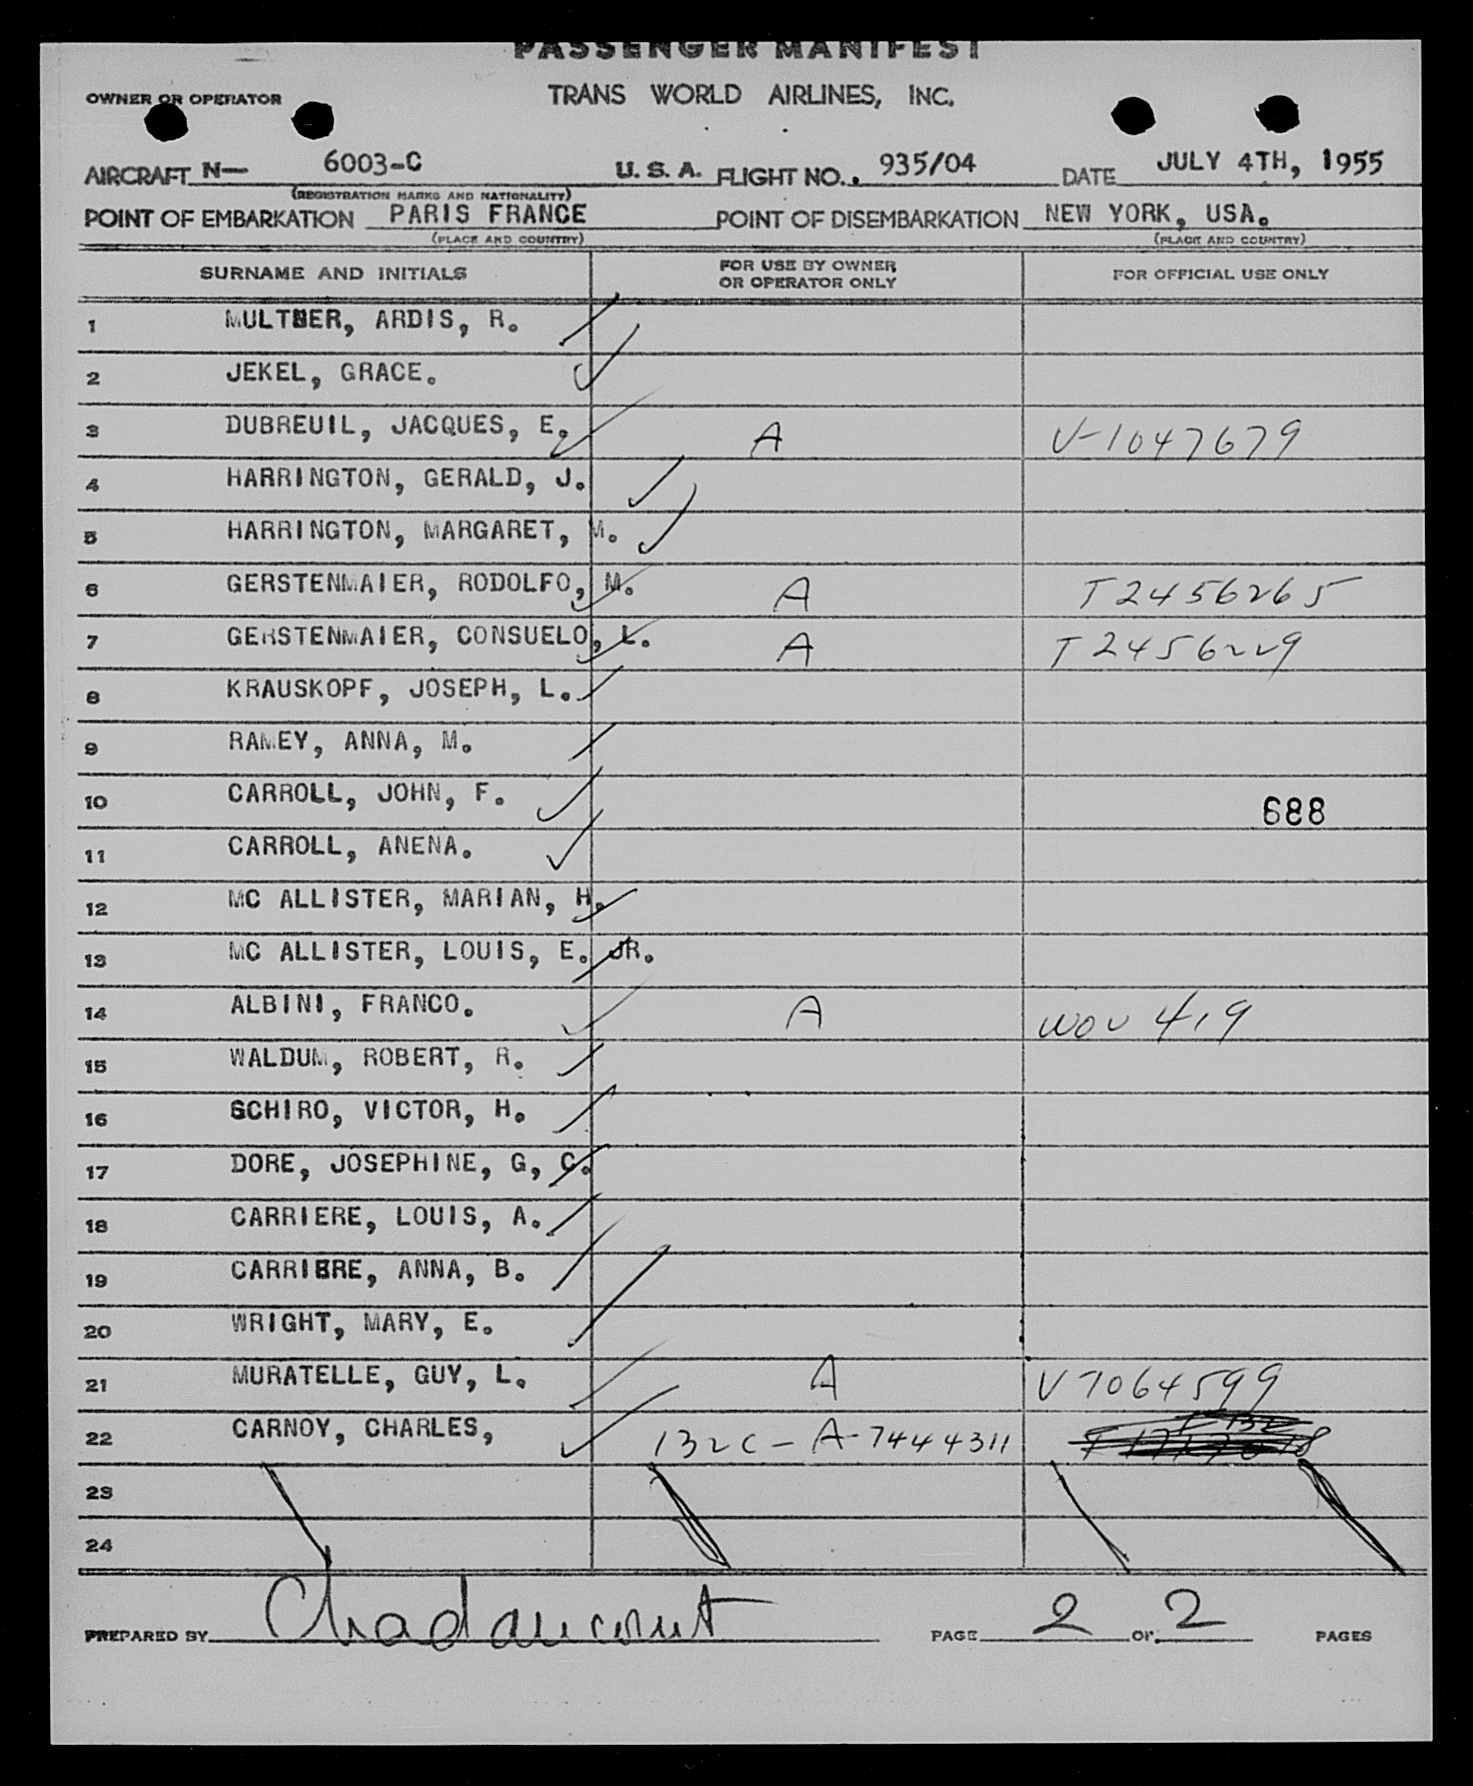 PASSENGER MANIFEST
OWNER OR OPERATOR TRANS WORLD AIRLINES, INC.
AIRCRAFT N— 6003-C U. S. A. FLIGHT NO. 935/04 DATE JULY 4TH, 1955
(REGISTRATION MARKS AND NATIONALITY)
POINT OF EMBARKATION PARIS FRANCE POINT OF DISEMBARKATION NEW YORK, USA.
(PLACE AND COUNTRY) (PLACE AND COUNTRY)
SURNAME AND INITIALS FOR USE BY OWNER OR OPERATOR ONLY FOR OFFICIAL USE ONLY
1 MULTNER, ARDIS, R.
2 JEKEL, GRACE.
3 DUBREUIL, JACQUES, E. A V-1047679
4 HARRINGTON, GERALD, J.
5 HARRINGTON, MARGARET, M.
6 GERSTENMAIER, RODOLFO, M. A T2456265
7 GERSTENMAIER, CONSUELO, L. A T2456229
8 KRAUSKOPF, JOSEPH, L.
9 RAMEY, ANNA, M.
10 CARROLL, JOHN, F. 688
11 CARROLL, ANENA.
12 MC ALLISTER, MARIAN, H.
13 MC ALLISTER, LOUIS, E. JR.
14 ALBINI, FRANCO. A WOV 419
15 WALDUM, ROBERT, R.
16 SCHIRO, VICTOR, H.
17 DORE, JOSEPHINE, G, C.
18 CARRIERE, LOUIS, A.
19 CARRIERE, ANNA, B.
20 WRIGHT, MARY, E.
21 MURATELLE, GUY, L. A V7064599
22 CARNOY, CHARLES, 132C-A-7444311
23
24
PREPARED BY PAGE 2 OF 2 PAGES